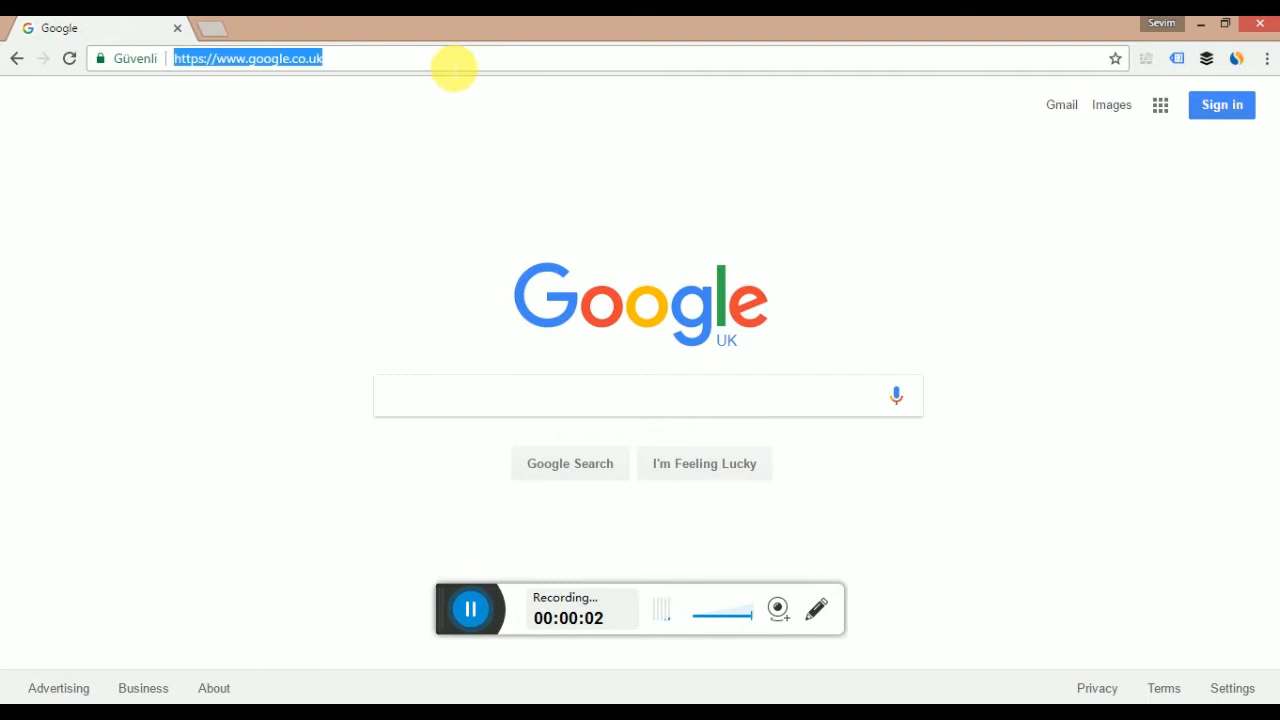 Google
Sevim
Güvenli
https://www.google.co.uk
Gmail
Images
Sign in
Google
UK
Google Search
I'm Feeling Lucky
Recording...
00:00:02
Advertising
Business
About
Privacy
Terms
Settings